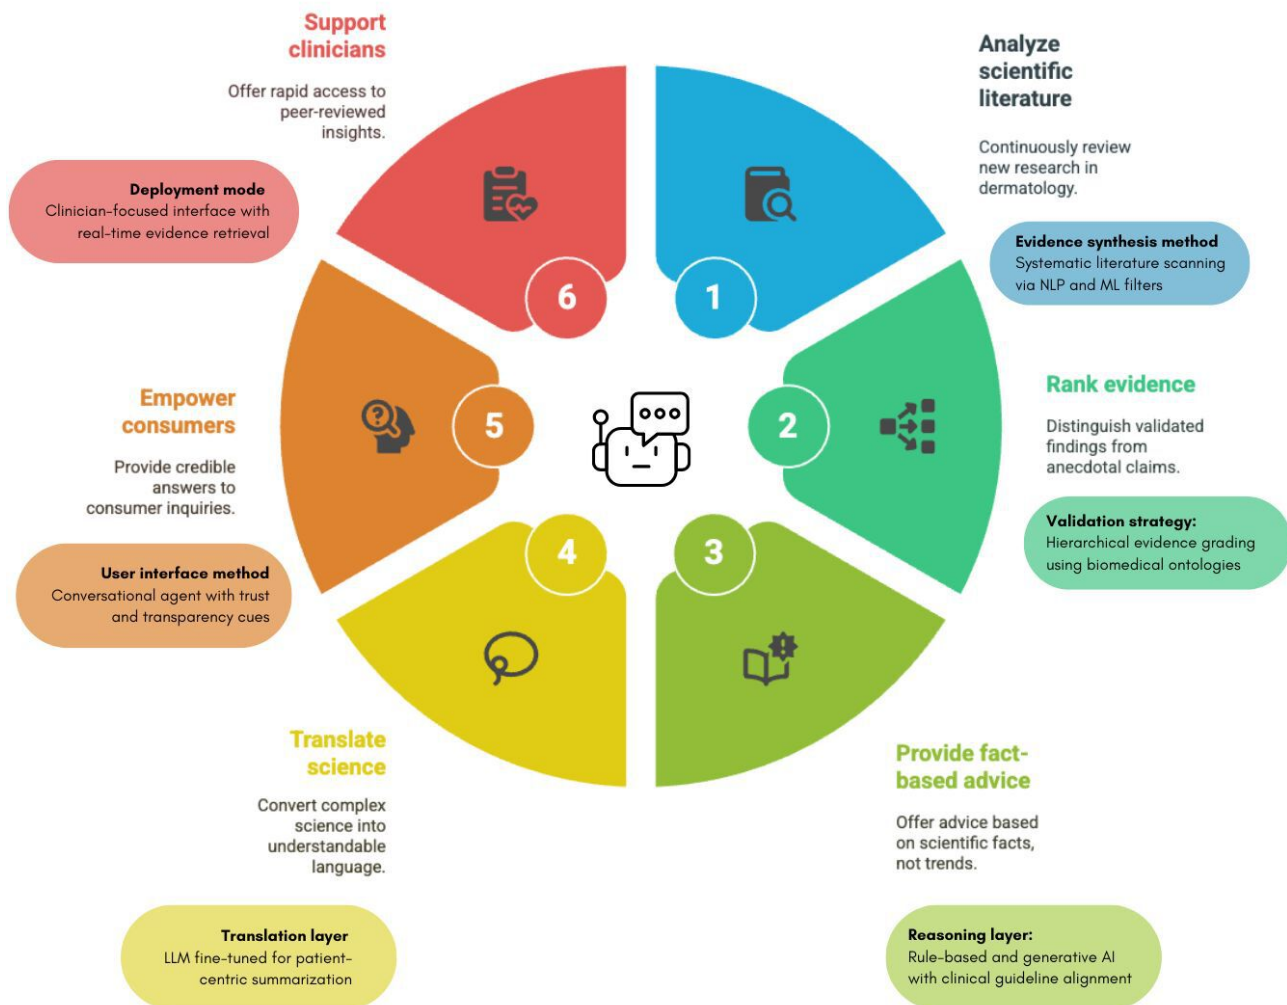 Support
clinicians
Offer rapid access to
peer-reviewed
insights.
Deployment mode
Clinician-focused interface with
real-time evidence retrieval
6
1
Analyze
scientific
literature
Continuously review
new research in
dermatology.
Evidence synthesis method
Systematic literature scanning
via NLP and ML filters
Empower
consumers
Provide credible
answers to
consumer inquiries.
User interface method
Conversational agent with trust
and transparency cues
5
2
Rank evidence
Distinguish validated
findings from
anecdotal claims.
Validation strategy:
Hierarchical evidence grading
using biomedical ontologies
4
3
Translate
science
Convert complex
science into
understandable
language.
Translation layer
LLM fine-tuned for patient-
centric summarization
Provide fact-
based advice
Offer advice based
on scientific facts,
not trends.
Reasoning layer:
Rule-based and generative AI
with clinical guideline alignment